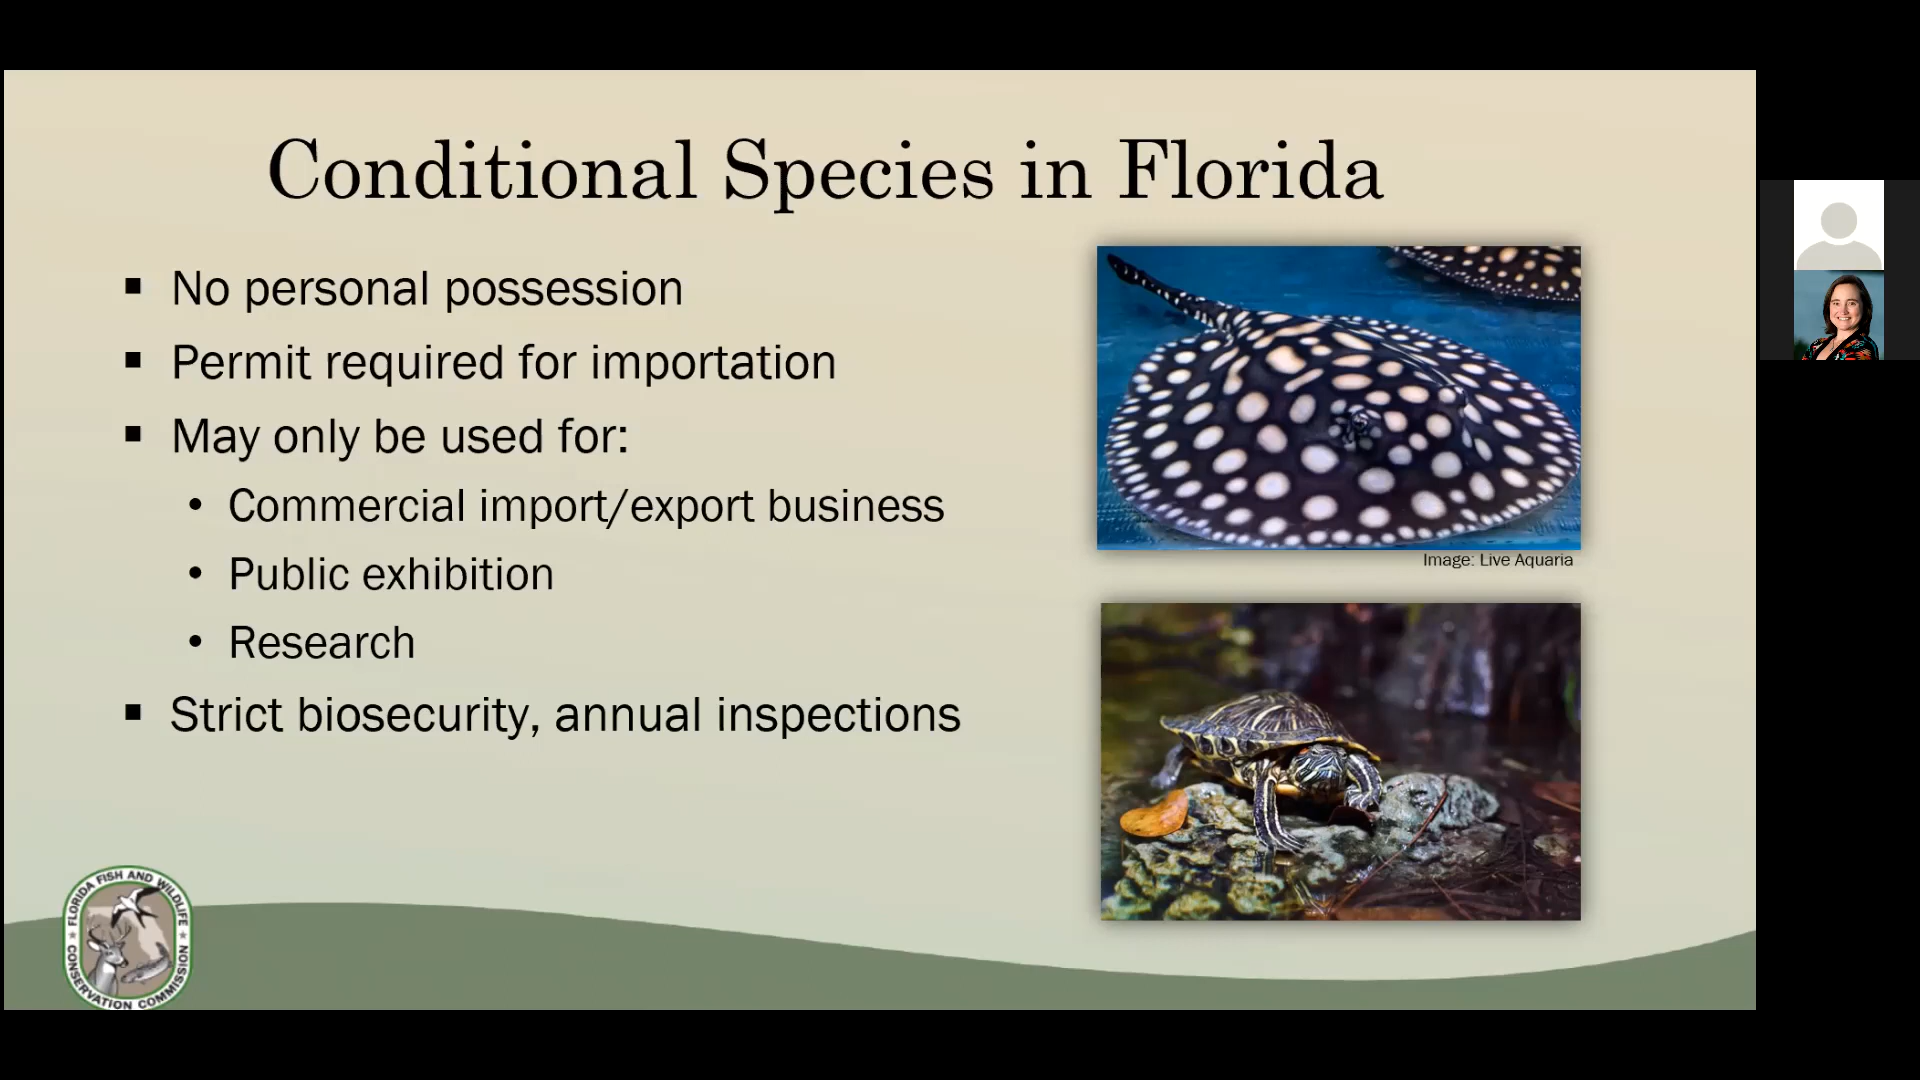 Conditional Species in Florida
▪ No personal possession
▪ Permit required for importation
▪ May only be used for:
• Commercial import/export business
• Public exhibition
• Research
▪ Strict biosecurity, annual inspections
Image: Live Aquaria
FLORIDA FISH AND WILDLIFE
CONSERVATION COMMISSION